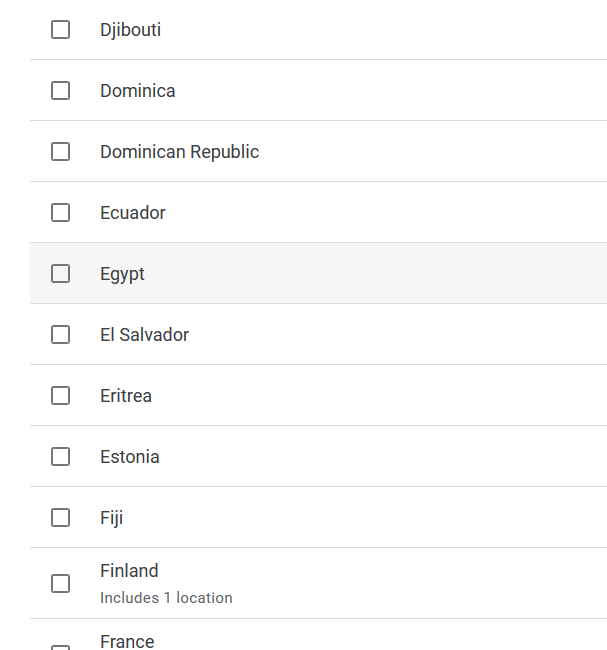 Djibouti
Dominica
Dominican Republic
Ecuador
Egypt
El Salvador
Eritrea
Estonia
Fiji
Finland
Includes 1 location
France